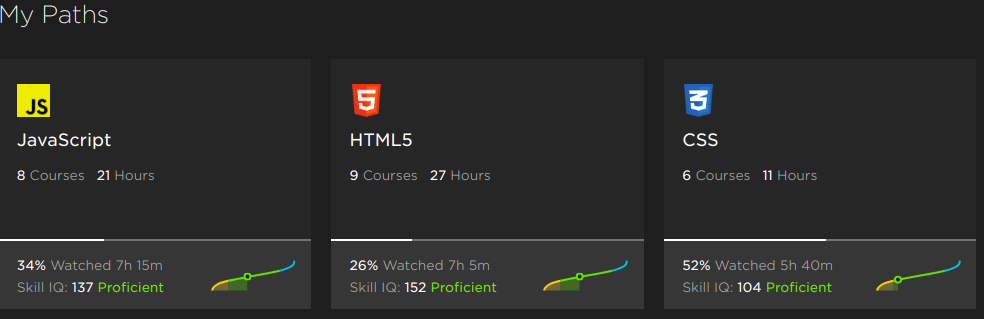 My Paths
JS
JavaScript
8 Courses 21 Hours
34% Watched 7h 15m
Skill IQ: 137 Proficient
5
HTML5
9 Courses 27 Hours
26% Watched 7h 5m
Skill IQ: 152 Proficient
3
CSS
6 Courses 11 Hours
52% Watched 5h 40m
Skill IQ: 104 Proficient